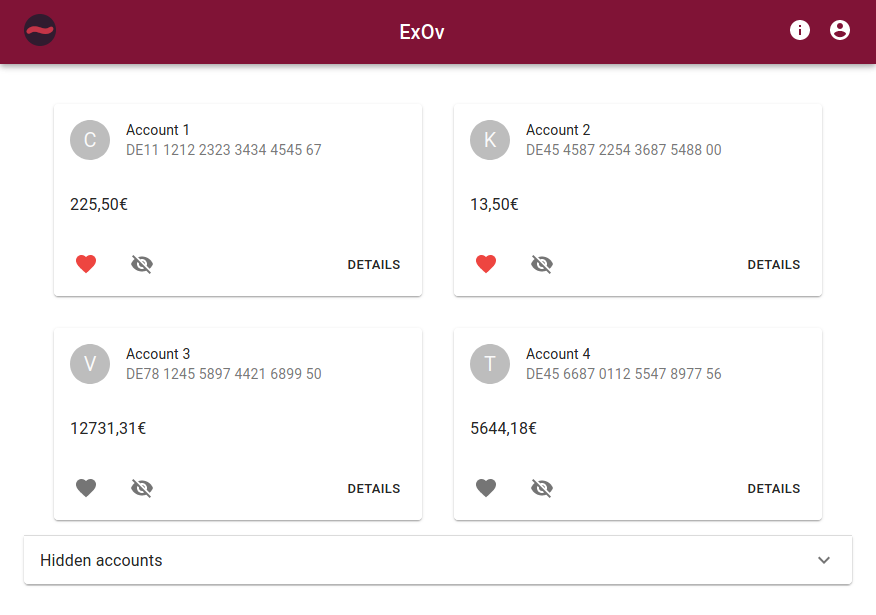 ExOv
C
Account 1
DE11 1212 2323 3434 4545 67
225,50€
DETAILS
K
Account 2
DE45 4587 2254 3687 5488 00
13,50€
DETAILS
V
Account 3
DE78 1245 5897 4421 6899 50
12731,31€
DETAILS
T
Account 4
DE45 6687 0112 5547 8977 56
5644,18€
DETAILS
Hidden accounts